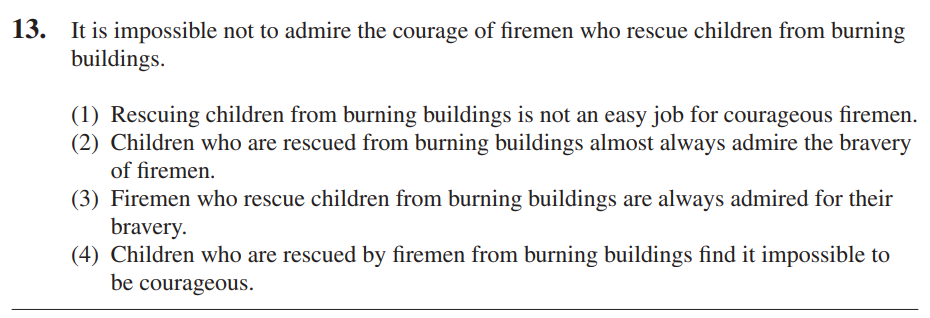 13. It is impossible not to admire the courage of firemen who rescue children from burning
buildings.
(1) Rescuing children from burning buildings is not an easy job for courageous firemen.
(2) Children who are rescued from burning buildings almost always admire the bravery
of firemen.
(3) Firemen who rescue children from burning buildings are always admired for their
bravery.
(4) Children who are rescued by firemen from burning buildings find it impossible to
be courageous.